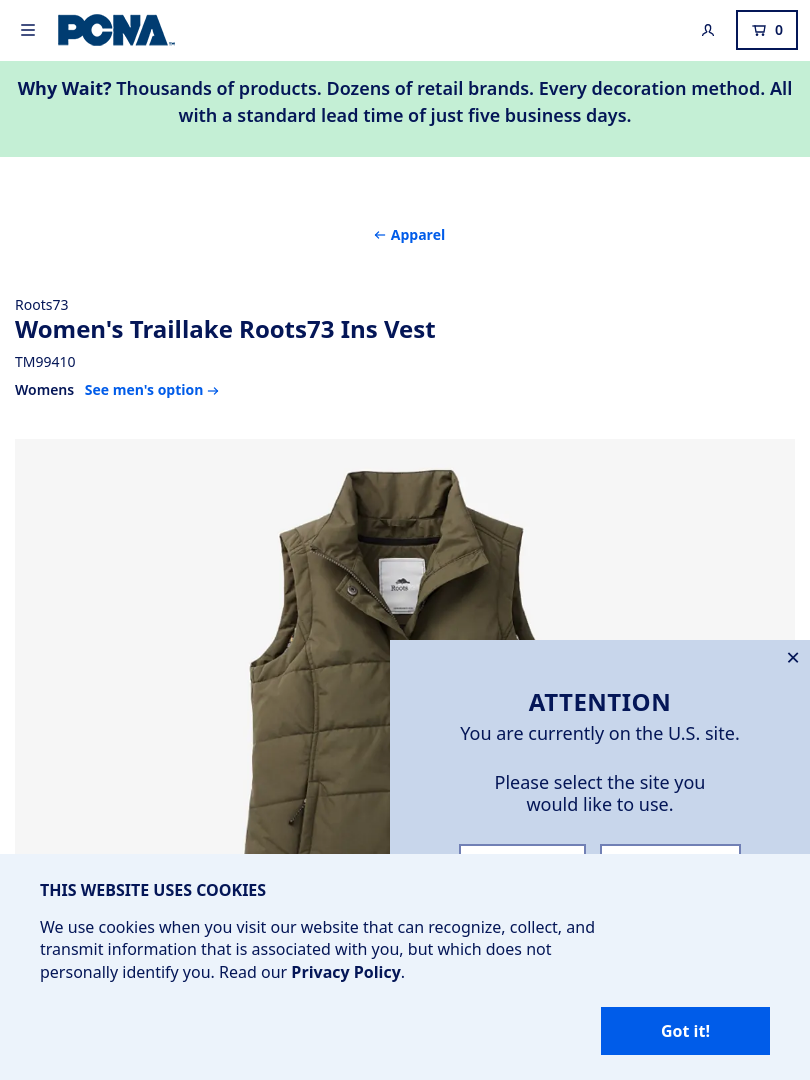 PCNA
0
Why Wait? Thousands of products. Dozens of retail brands. Every decoration method. All
with a standard lead time of just five business days.
← Apparel
Roots73
Women's Traillake Roots73 Ins Vest
TM99410
Womens See men's option →
Roots
ATTENTION
You are currently on the U.S. site.
Please select the site you
would like to use.
THIS WEBSITE USES COOKIES
We use cookies when you visit our website that can recognize, collect, and
transmit information that is associated with you, but which does not
personally identify you. Read our Privacy Policy.
Got it!